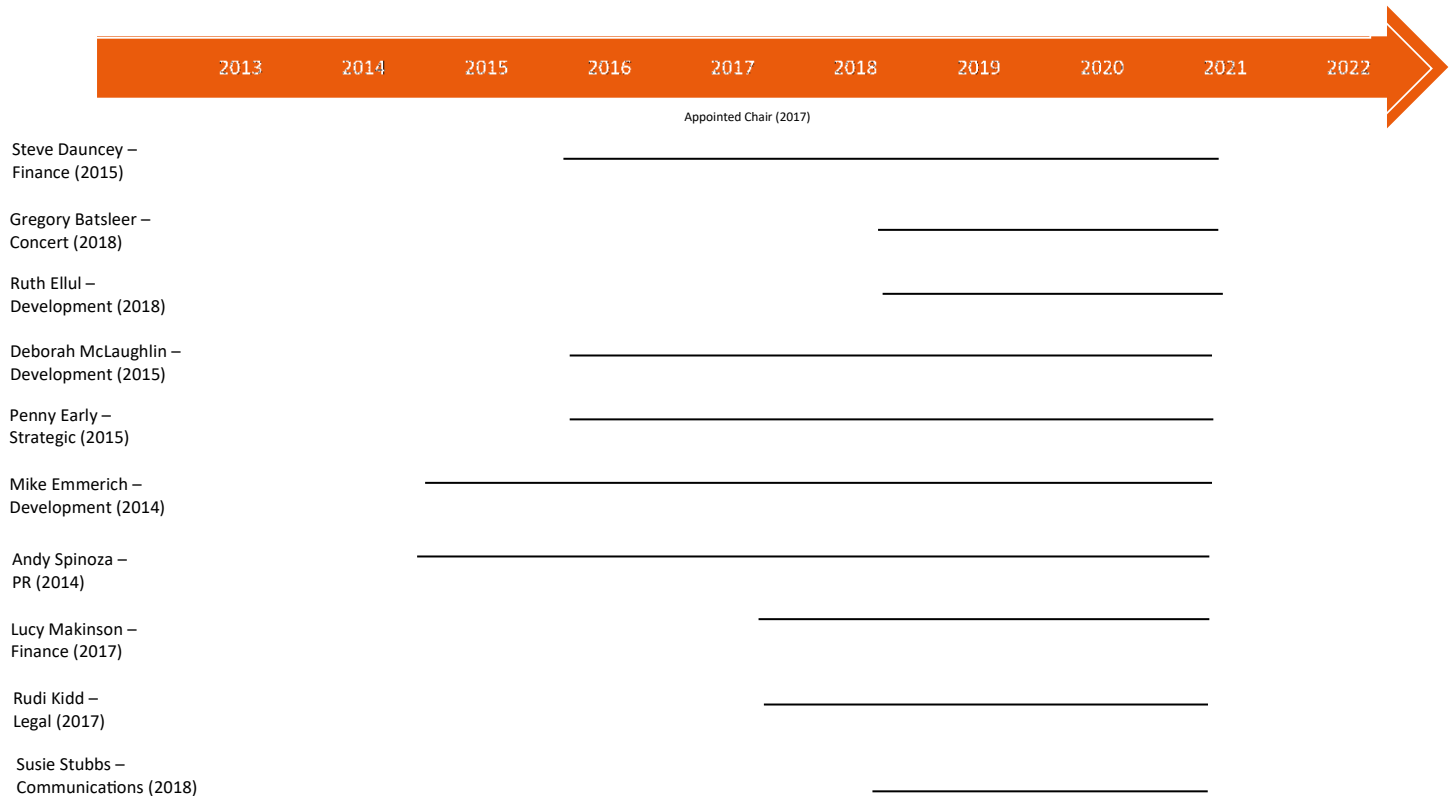 2013 2014 2015 2016 2017 2018 2019 2020 2021 2022
Appointed Chair (2017)
Steve Dauncey –
Finance (2015)
Gregory Batsleer –
Concert (2018)
Ruth Ellul –
Development (2018)
Deborah McLaughlin –
Development (2015)
Penny Early –
Strategic (2015)
Mike Emmerich –
Development (2014)
Andy Spinoza –
PR (2014)
Lucy Makinson –
Finance (2017)
Rudi Kidd –
Legal (2017)
Susie Stubbs –
Communications (2018)